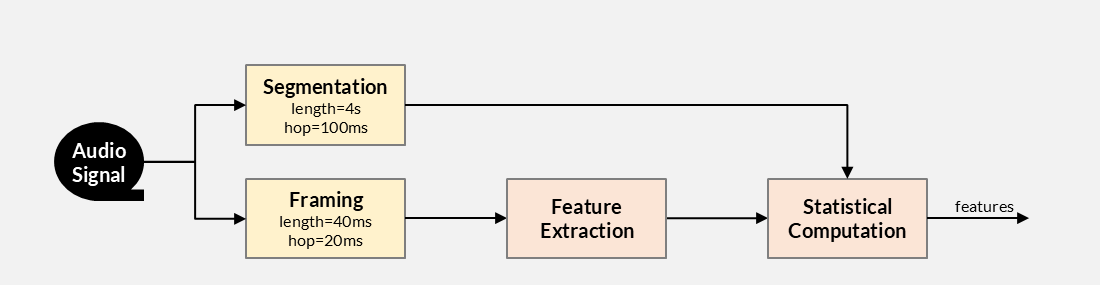 Audio
Signal
Segmentation
length=4s
hop=100ms
Framing
length=40ms
hop=20ms
Feature
Extraction
Statistical
Computation
features